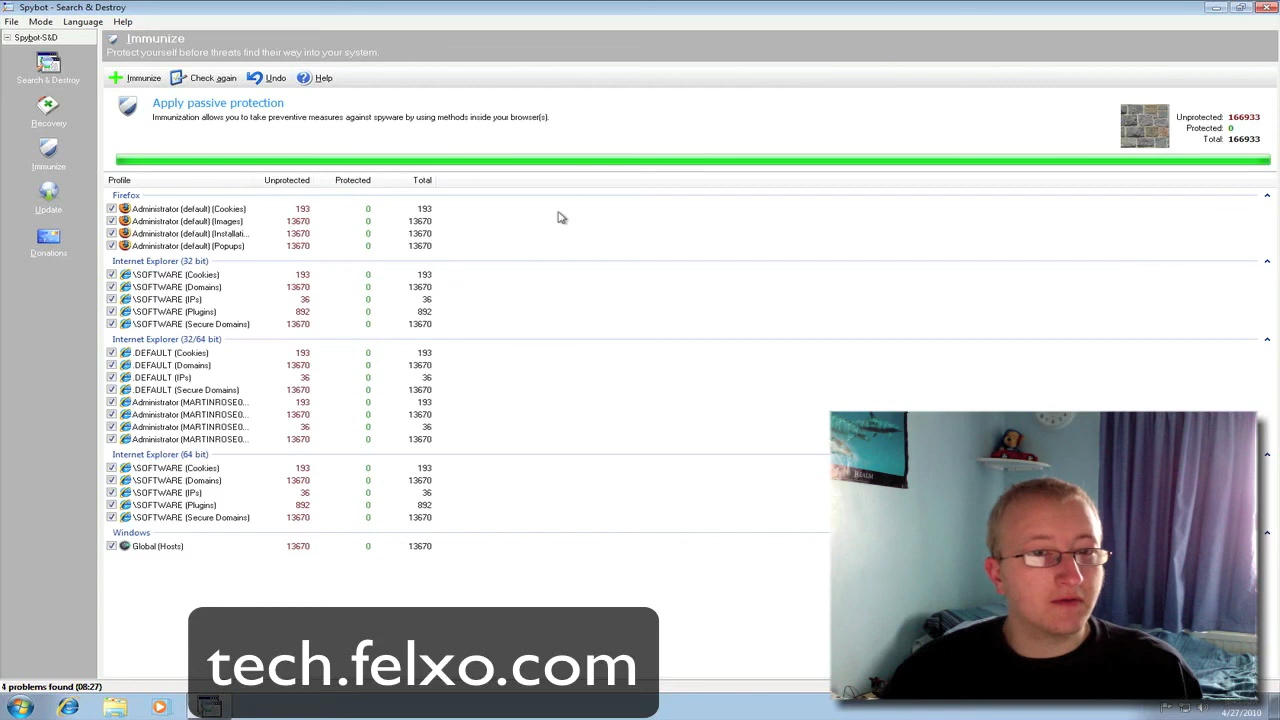 Spybot - Search & Destroy
File Mode Language Help
Spybot-S&D
Search & Destroy
Recovery
Immunize
Update
Donations
Immunize
Protect yourself before threats find their way into your system.
Immunize Check again Undo Help
Apply passive protection
Immunization allows you to take preventive measures against spyware by using methods inside your browser(s).
Unprotected: 166933
Protected: 0
Total: 166933
Profile Unprotected Protected Total
Firefox
Administrator (default) (Cookies) 193 0 193
Administrator (default) (Images) 13670 0 13670
Administrator (default) (Installati... 13670 0 13670
Administrator (default) (Popups) 13670 0 13670
Internet Explorer (32 bit)
\SOFTWARE (Cookies) 193 0 193
\SOFTWARE (Domains) 13670 0 13670
\SOFTWARE (IPs) 36 0 36
\SOFTWARE (Plugins) 892 0 892
\SOFTWARE (Secure Domains) 13670 0 13670
Internet Explorer (32/64 bit)
.DEFAULT (Cookies) 193 0 193
.DEFAULT (Domains) 13670 0 13670
.DEFAULT (IPs) 36 0 36
.DEFAULT (Secure Domains) 13670 0 13670
Administrator (MARTINROSE0... 193 0 193
Administrator (MARTINROSE0... 13670 0 13670
Administrator (MARTINROSE0... 36 0 36
Administrator (MARTINROSE0... 13670 0 13670
Internet Explorer (64 bit)
\SOFTWARE (Cookies) 193 0 193
\SOFTWARE (Domains) 13670 0 13670
\SOFTWARE (IPs) 36 0 36
\SOFTWARE (Plugins) 892 0 892
\SOFTWARE (Secure Domains) 13670 0 13670
Windows
Global (Hosts) 13670 0 13670
tech.felxo.com
4 problems found (08:27)
4/27/2010